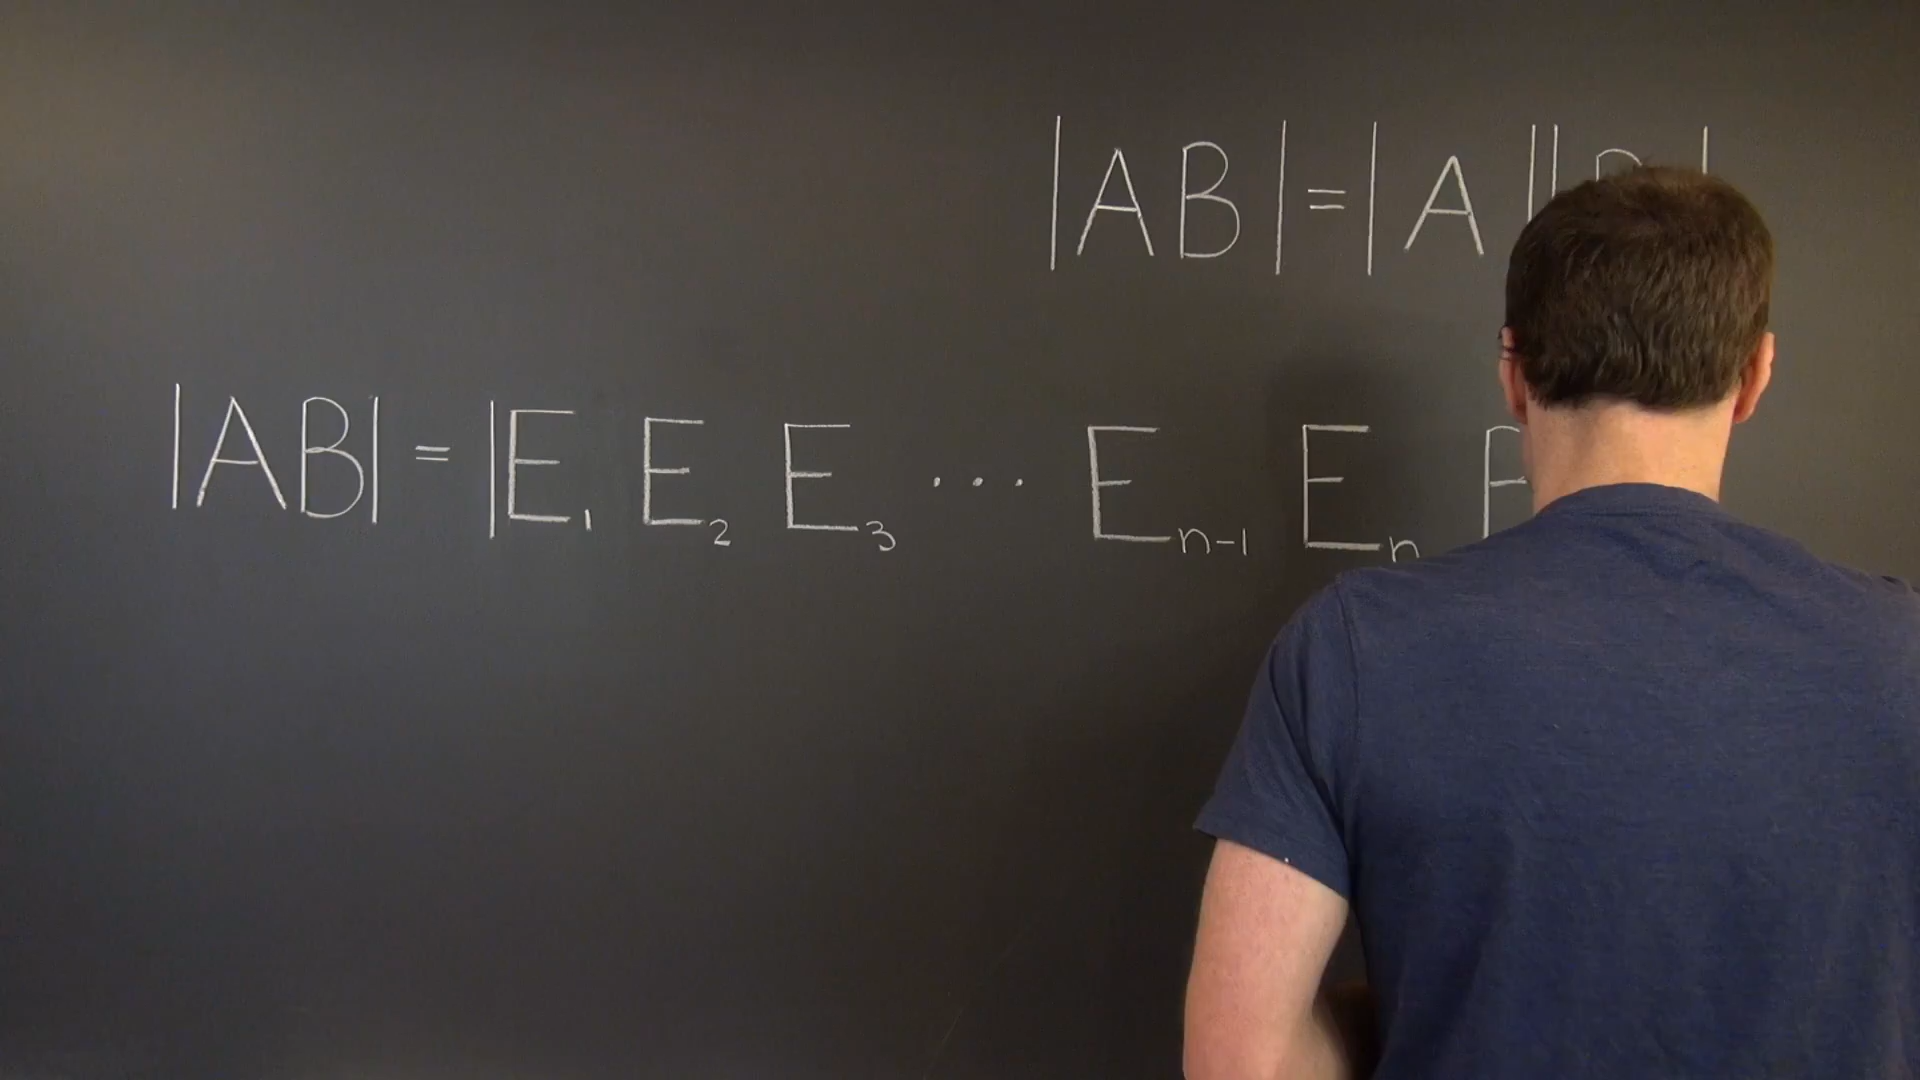 |AB|=|A||B|
|AB| = |E₁ E₂ E₃ ... Eₙ₋₁ Eₙ